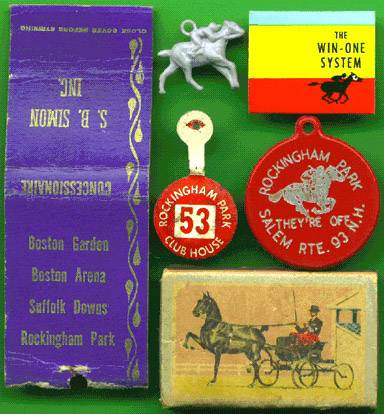 CLOSE COVER BEFORE STRIKING
S. B. SIMON
INC.
CONCESSIONAIRE
Boston Garden
Boston Arena
Suffolk Downs
Rockingham Park
THE
WIN-ONE
SYSTEM
ROCKINGHAM PARK
53
CLUB HOUSE
ROCKINGHAM PARK
THEY'RE OFF
SALEM RTE. 93 N.H.